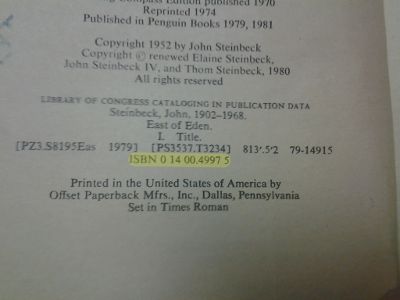 Compass Edition published 1970
Reprinted 1974
Published in Penguin Books 1979, 1981
Copyright 1952 by John Steinbeck
Copyright © renewed Elaine Steinbeck,
John Steinbeck IV, and Thom Steinbeck, 1980
All rights reserved
LIBRARY OF CONGRESS CATALOGING IN PUBLICATION DATA
Steinbeck, John, 1902-1968.
East of Eden.
I. Title.
[PZ3.S8195Eas 1979] [PS3537.T3234] 813'.5'2 79-14915
ISBN 0 14 00.4997 5
Printed in the United States of America by
Offset Paperback Mfrs., Inc., Dallas, Pennsylvania
Set in Times Roman